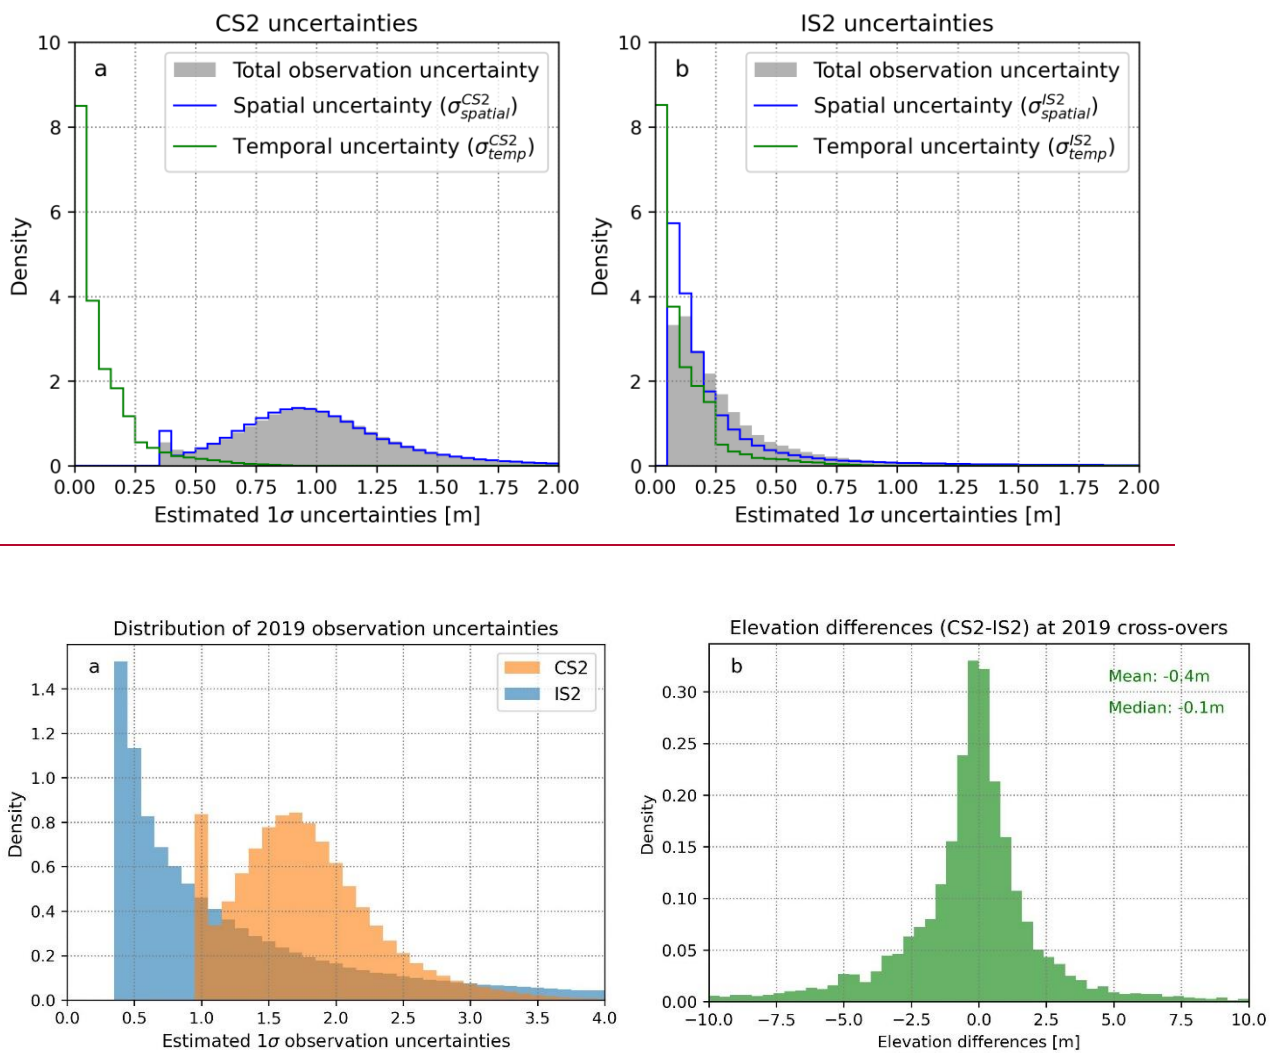 CS2 uncertainties
a
Total observation uncertainty
Spatial uncertainty (σ^{CS2}_{spatial})
Temporal uncertainty (σ^{CS2}_{temp})
Density
10
8
6
4
2
0
0.00 0.25 0.50 0.75 1.00 1.25 1.50 1.75 2.00
Estimated 1σ uncertainties [m]
IS2 uncertainties
b
Total observation uncertainty
Spatial uncertainty (σ^{IS2}_{spatial})
Temporal uncertainty (σ^{IS2}_{temp})
Density
10
8
6
4
2
0
0.00 0.25 0.50 0.75 1.00 1.25 1.50 1.75 2.00
Estimated 1σ uncertainties [m]
Distribution of 2019 observation uncertainties
a
CS2
IS2
Density
1.4
1.2
1.0
0.8
0.6
0.4
0.2
0.0
0.0 0.5 1.0 1.5 2.0 2.5 3.0 3.5 4.0
Estimated 1σ observation uncertainties
Elevation differences (CS2-IS2) at 2019 cross-overs
b
Mean: -0.4m
Median: -0.1m
Density
0.30
0.25
0.20
0.15
0.10
0.05
0.00
−10.0 −7.5 −5.0 −2.5 0.0 2.5 5.0 7.5 10.0
Elevation differences [m]